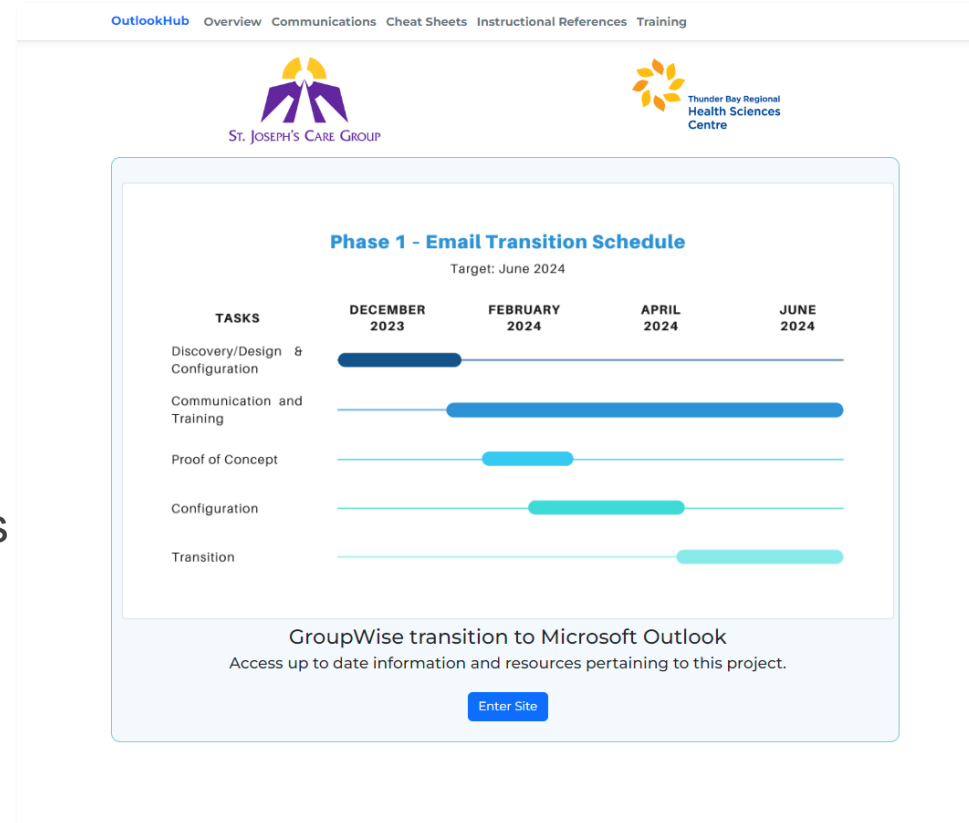 OutlookHub Overview Communications Cheat Sheets Instructional References Training
ST. JOSEPH'S CARE GROUP
Thunder Bay Regional
Health Sciences
Centre
Phase 1 - Email Transition Schedule
Target: June 2024
TASKS
DECEMBER
2023
FEBRUARY
2024
APRIL
2024
JUNE
2024
Discovery/Design &
Configuration
Communication and
Training
Proof of Concept
Configuration
Transition
s
GroupWise transition to Microsoft Outlook
Access up to date information and resources pertaining to this project.
Enter Site